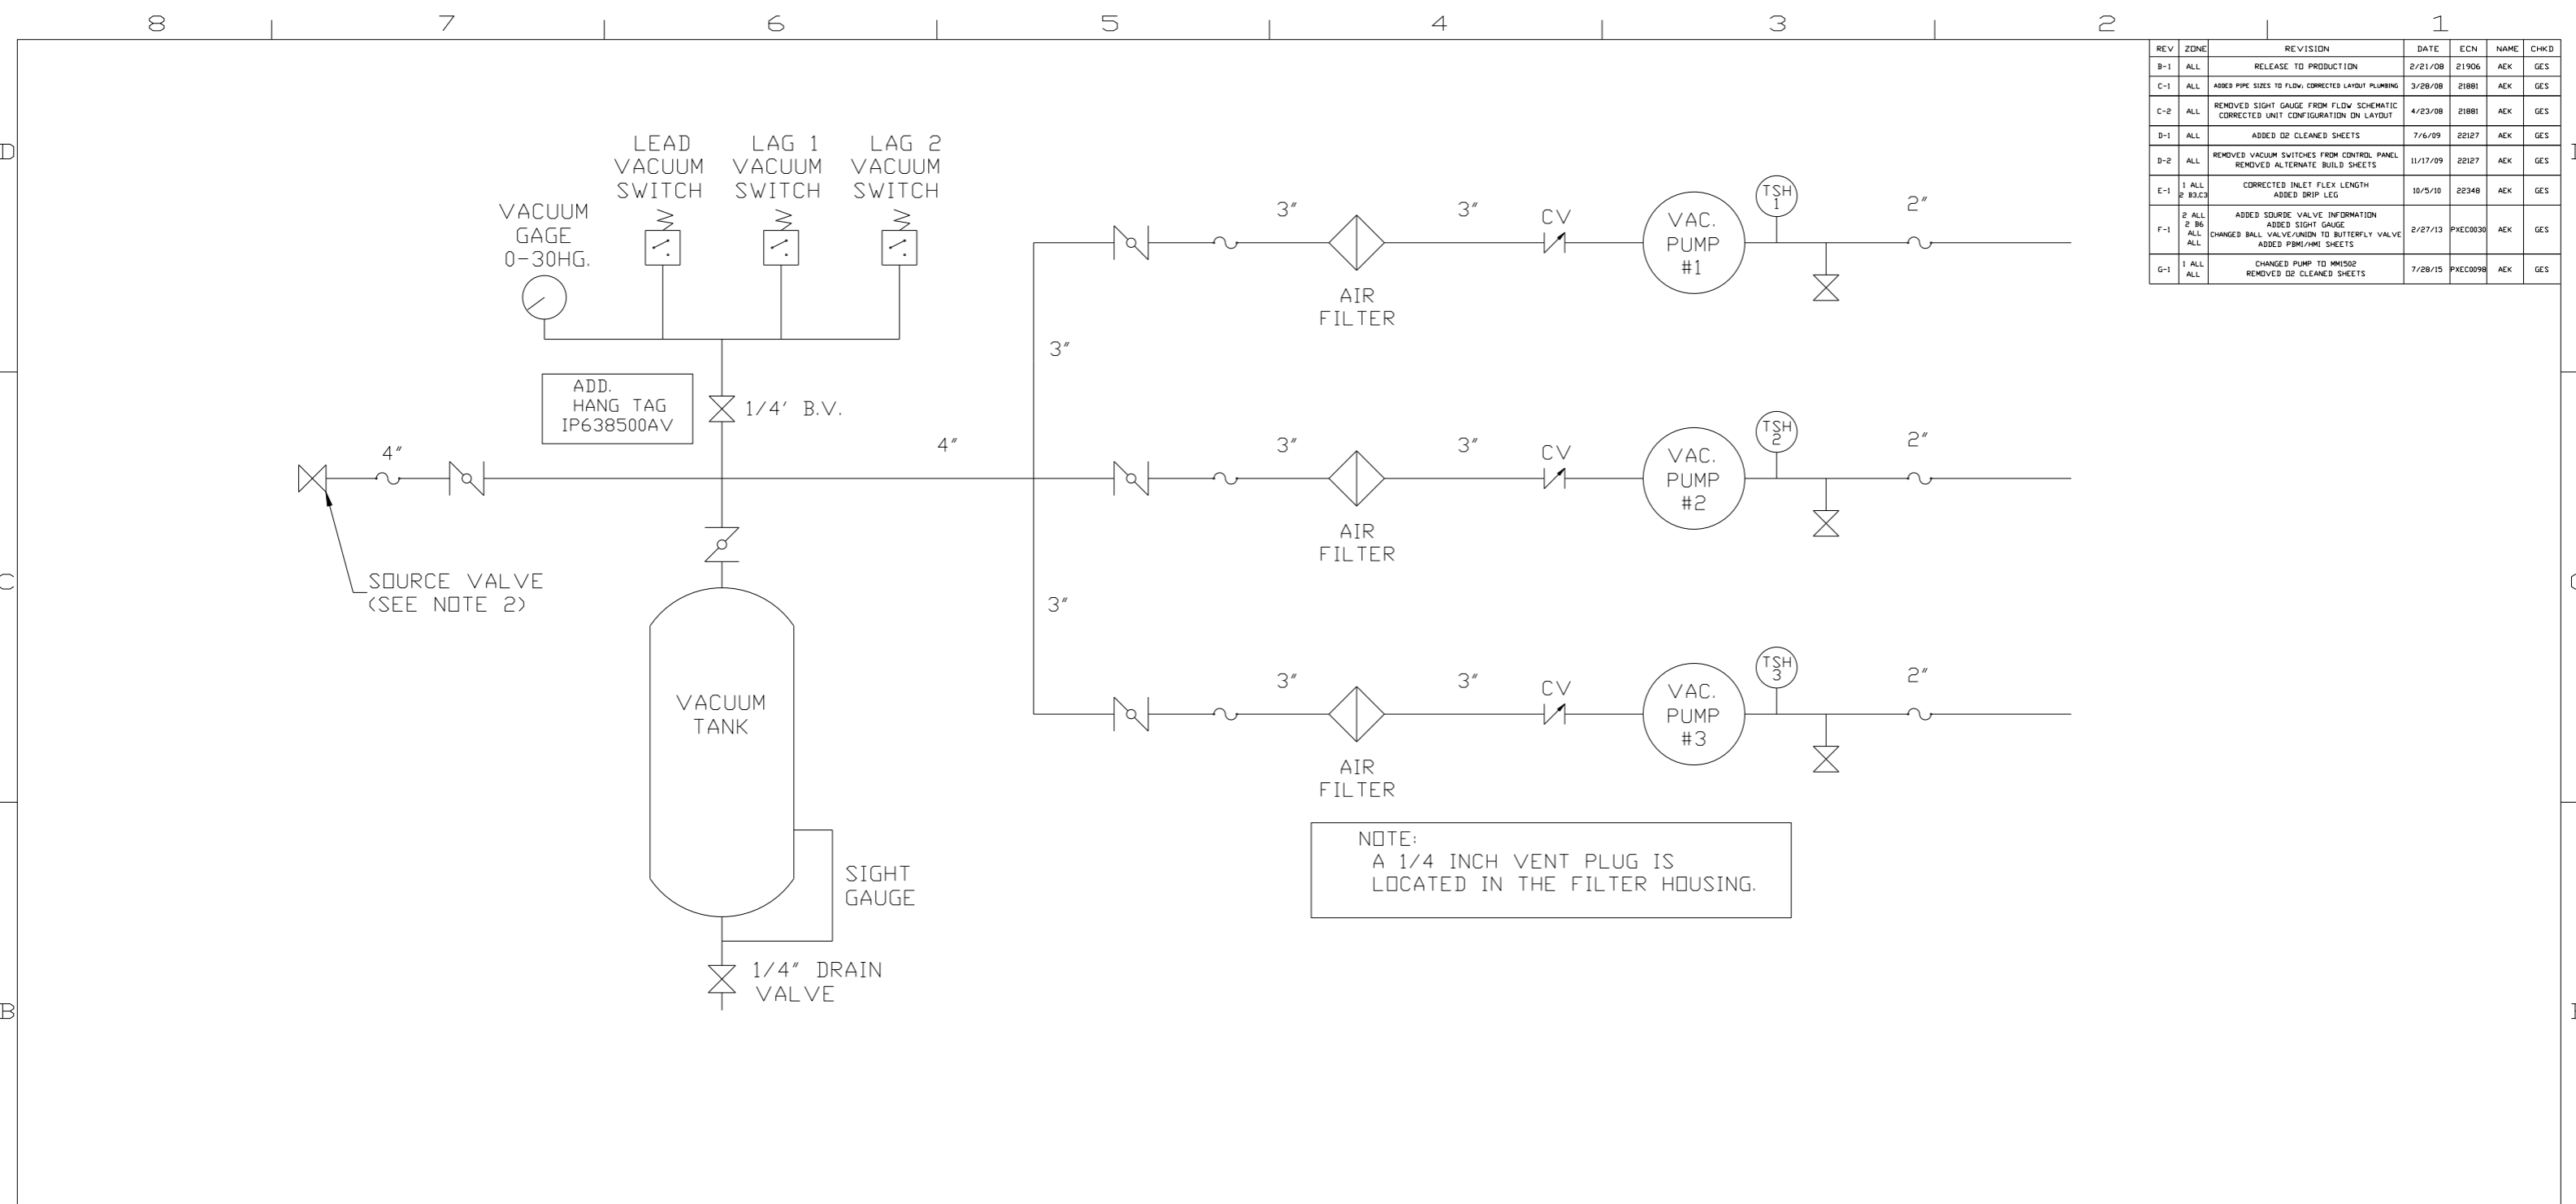 8 7 6 5 4 3 2 1
REV ZONE REVISION DATE ECN NAME CHKD
B-1 ALL RELEASE TO PRODUCTION 2/21/08 21906 AEK GES
C-1 ALL ADDED PIPE SIZES TO FLOW; CORRECTED LAYOUT PLUMBING 3/28/08 21881 AEK GES
C-2 ALL REMOVED SIGHT GAUGE FROM FLOW SCHEMATIC 4/23/08 21881 AEK GES
CORRECTED UNIT CONFIGURATION ON LAYOUT
D-1 ALL ADDED O2 CLEANED SHEETS 7/6/09 22127 AEK GES
D-2 ALL REMOVED VACUUM SWITCHES FROM CONTROL PANEL 11/17/09 22127 AEK GES
REMOVED ALTERNATE BUILD SHEETS
E-1 1 ALL CORRECTED INLET FLEX LENGTH 10/5/10 22348 AEK GES
2 B3,C3 ADDED DRIP LEG
F-1 2 ALL ADDED SOURDE VALVE INFORMATION 2/27/13 PXEC0030 AEK GES
2 B6 ADDED SIGHT GAUGE
ALL CHANGED BALL VALVE/UNION TO BUTTERFLY VALVE
ALL ADDED PBMI/HMI SHEETS
G-1 1 ALL CHANGED PUMP TO MM1502 7/28/15 PXEC0098 AEK GES
ALL REMOVED O2 CLEANED SHEETS
D
C
B
LEAD
VACUUM
SWITCH
LAG 1
VACUUM
SWITCH
LAG 2
VACUUM
SWITCH
VACUUM
GAGE
0-30HG.
ADD.
HANG TAG
IP638500AV
1/4' B.V.
4"
4"
SOURCE VALVE
(SEE NOTE 2)
VACUUM
TANK
SIGHT
GAUGE
1/4" DRAIN
VALVE
3"
3"
3"
AIR
FILTER
3"
CV
VAC.
PUMP
#1
TSH
1
2"
3"
AIR
FILTER
3"
CV
VAC.
PUMP
#2
TSH
2
2"
3"
AIR
FILTER
3"
CV
VAC.
PUMP
#3
TSH
3
2"
NOTE:
A 1/4 INCH VENT PLUG IS
LOCATED IN THE FILTER HOUSING.